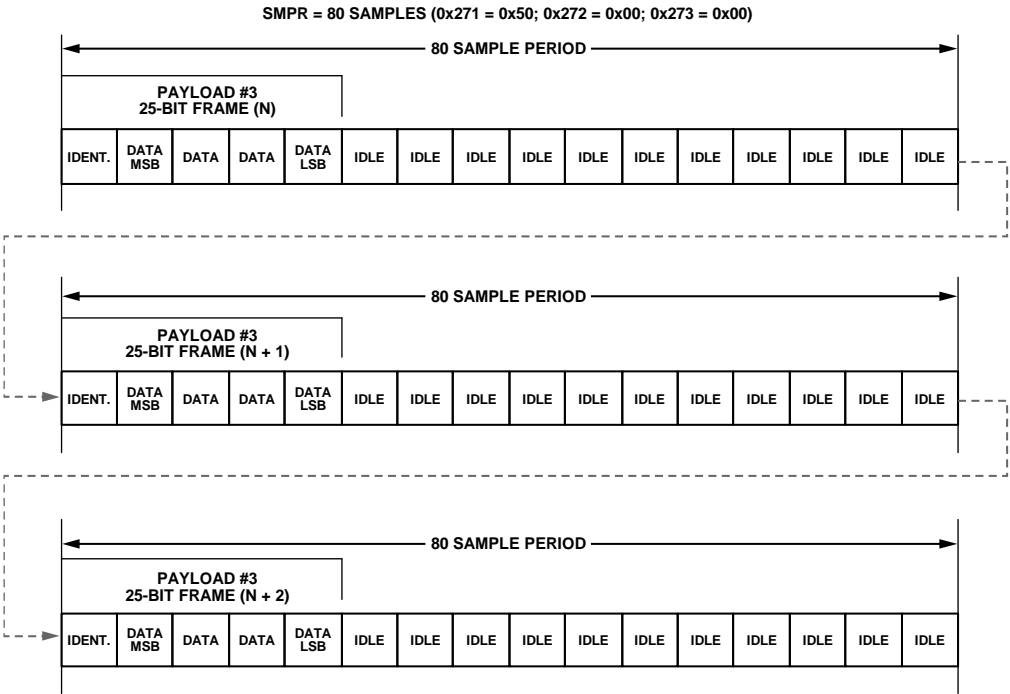 SMPR = 80 SAMPLES (0x271 = 0x50; 0x272 = 0x00; 0x273 = 0x00)
80 SAMPLE PERIOD
PAYLOAD #3
25-BIT FRAME (N)
IDENT. DATA MSB DATA DATA DATA LSB IDLE IDLE IDLE IDLE IDLE IDLE IDLE IDLE IDLE IDLE IDLE
80 SAMPLE PERIOD
PAYLOAD #3
25-BIT FRAME (N + 1)
IDENT. DATA MSB DATA DATA DATA LSB IDLE IDLE IDLE IDLE IDLE IDLE IDLE IDLE IDLE IDLE IDLE
80 SAMPLE PERIOD
PAYLOAD #3
25-BIT FRAME (N + 2)
IDENT. DATA MSB DATA DATA DATA LSB IDLE IDLE IDLE IDLE IDLE IDLE IDLE IDLE IDLE IDLE IDLE